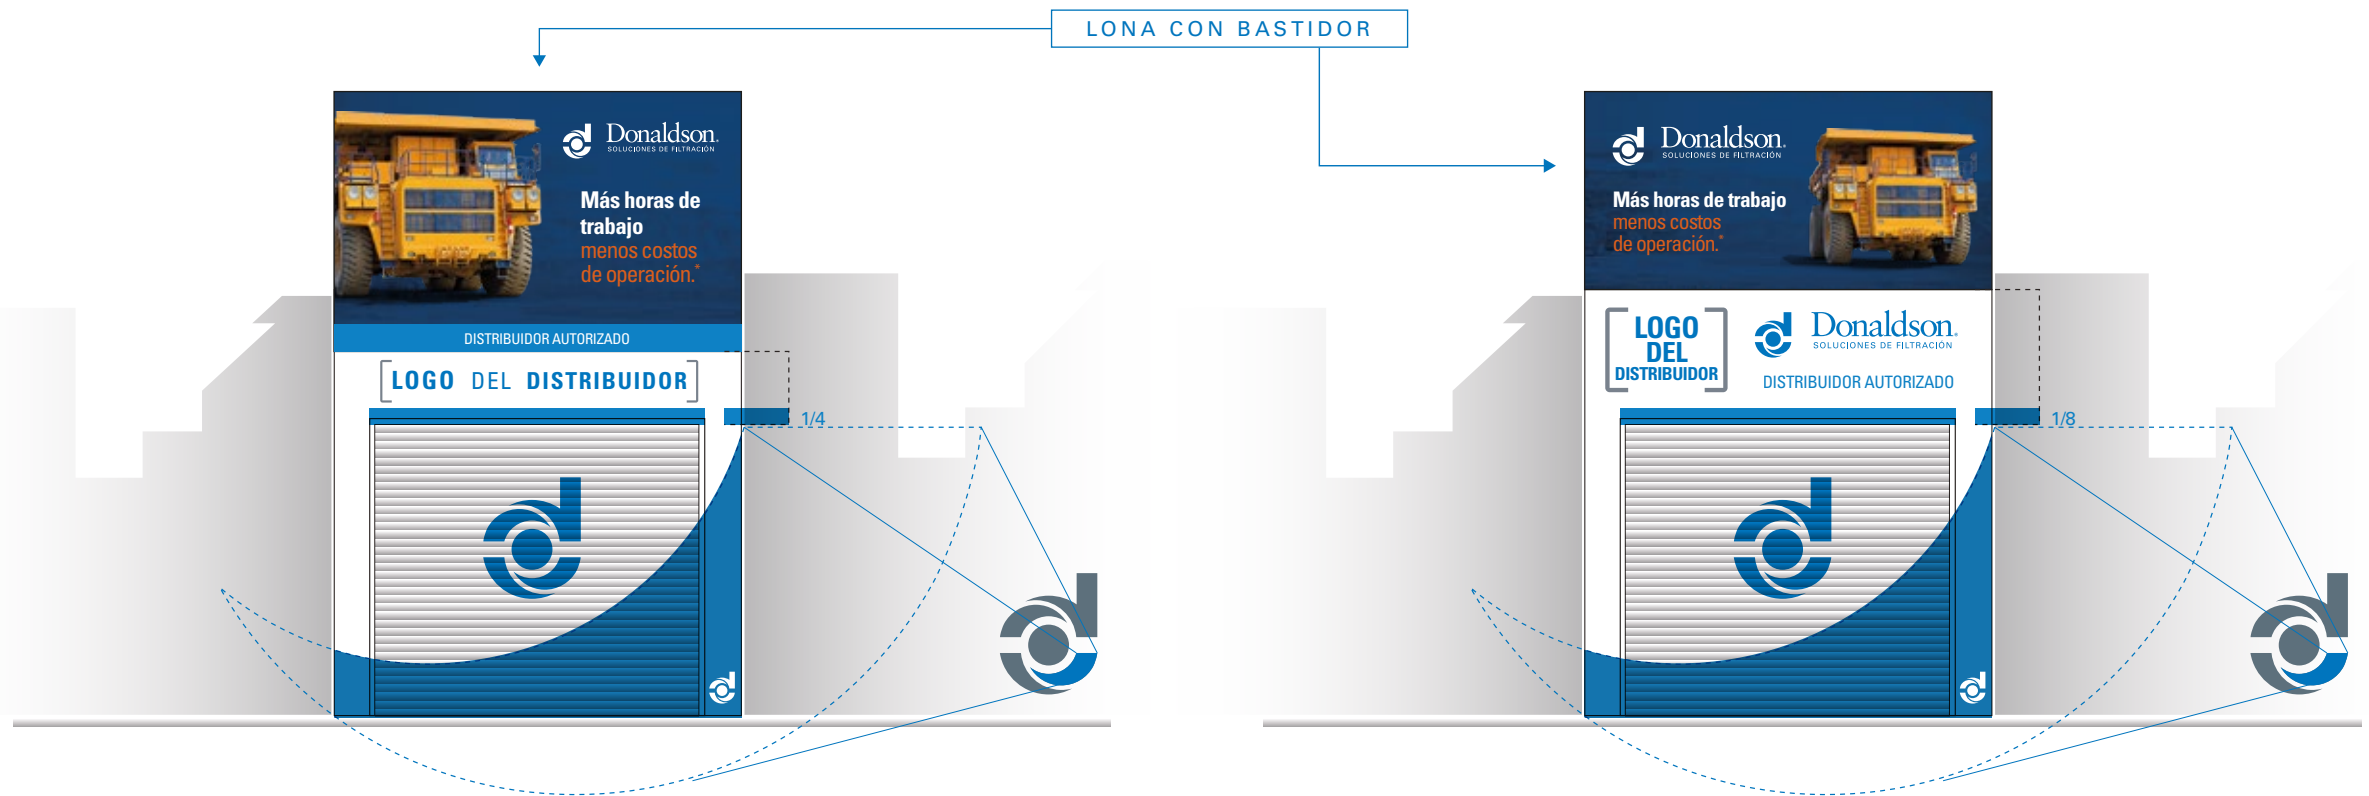 LONA CON BASTIDOR
Donaldson.
SOLUCIONES DE FILTRACIÓN
Más horas de
trabajo
menos costos
de operación.*
DISTRIBUIDOR AUTORIZADO
[LOGO DEL DISTRIBUIDOR]
1/4
Donaldson.
SOLUCIONES DE FILTRACIÓN
Más horas de trabajo
menos costos
de operación.*
LOGO
DEL
DISTRIBUIDOR
Donaldson.
SOLUCIONES DE FILTRACIÓN
DISTRIBUIDOR AUTORIZADO
1/8